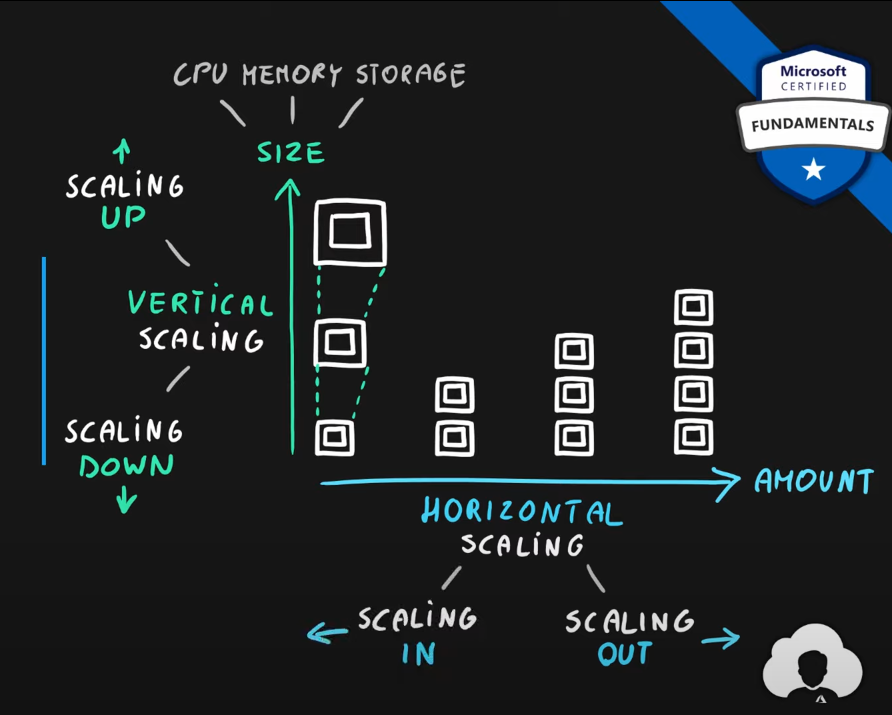 CPU MEMORY STORAGE
SIZE
SCALING
UP
VERTICAL
SCALING
SCALING
DOWN
AMOUNT
HORIZONTAL
SCALING
SCALING
IN
SCALING
OUT
Microsoft
CERTIFIED
FUNDAMENTALS